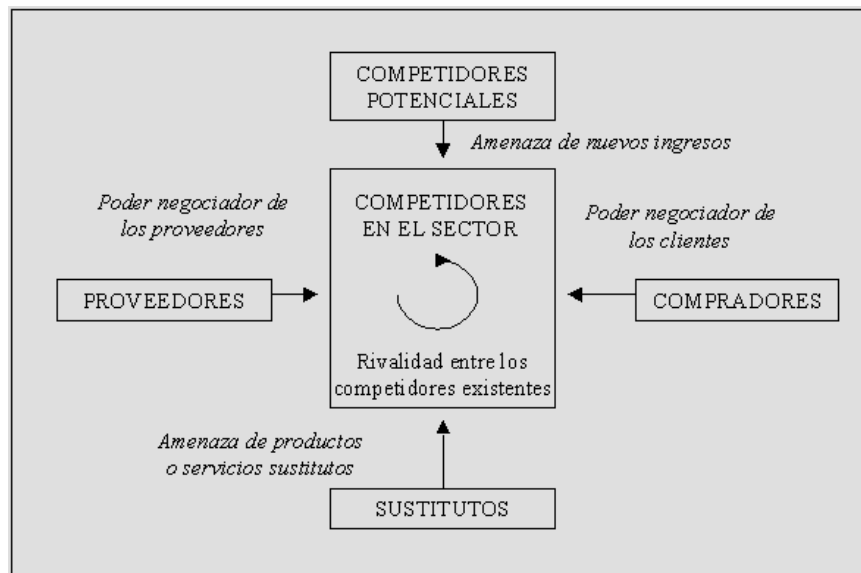 COMPETIDORES
POTENCIALES
Amenaza de nuevos ingresos
Poder negociador de
los proveedores
COMPETIDORES
EN EL SECTOR
Poder negociador de
los clientes
PROVEEDORES
COMPRADORES
Rivalidad entre los
competidores existentes
Amenaza de productos
o servicios sustitutos
SUSTITUTOS